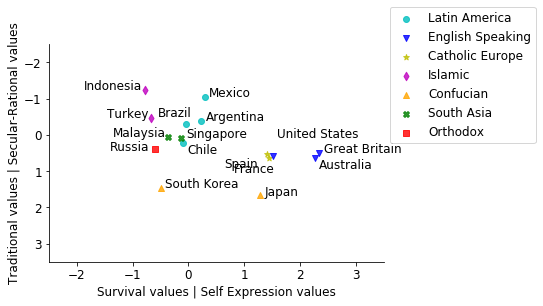 Latin America
English Speaking
Catholic Europe
Islamic
Confucian
South Asia
Orthodox
Traditional values | Secular-Rational values
−2
−1
0
1
2
3
Indonesia
Mexico
Turkey
Brazil
Argentina
Malaysia
Singapore
United States
Russia
Chile
Great Britain
Spain
France
Australia
South Korea
Japan
−2
−1
0
1
2
3
Survival values | Self Expression values